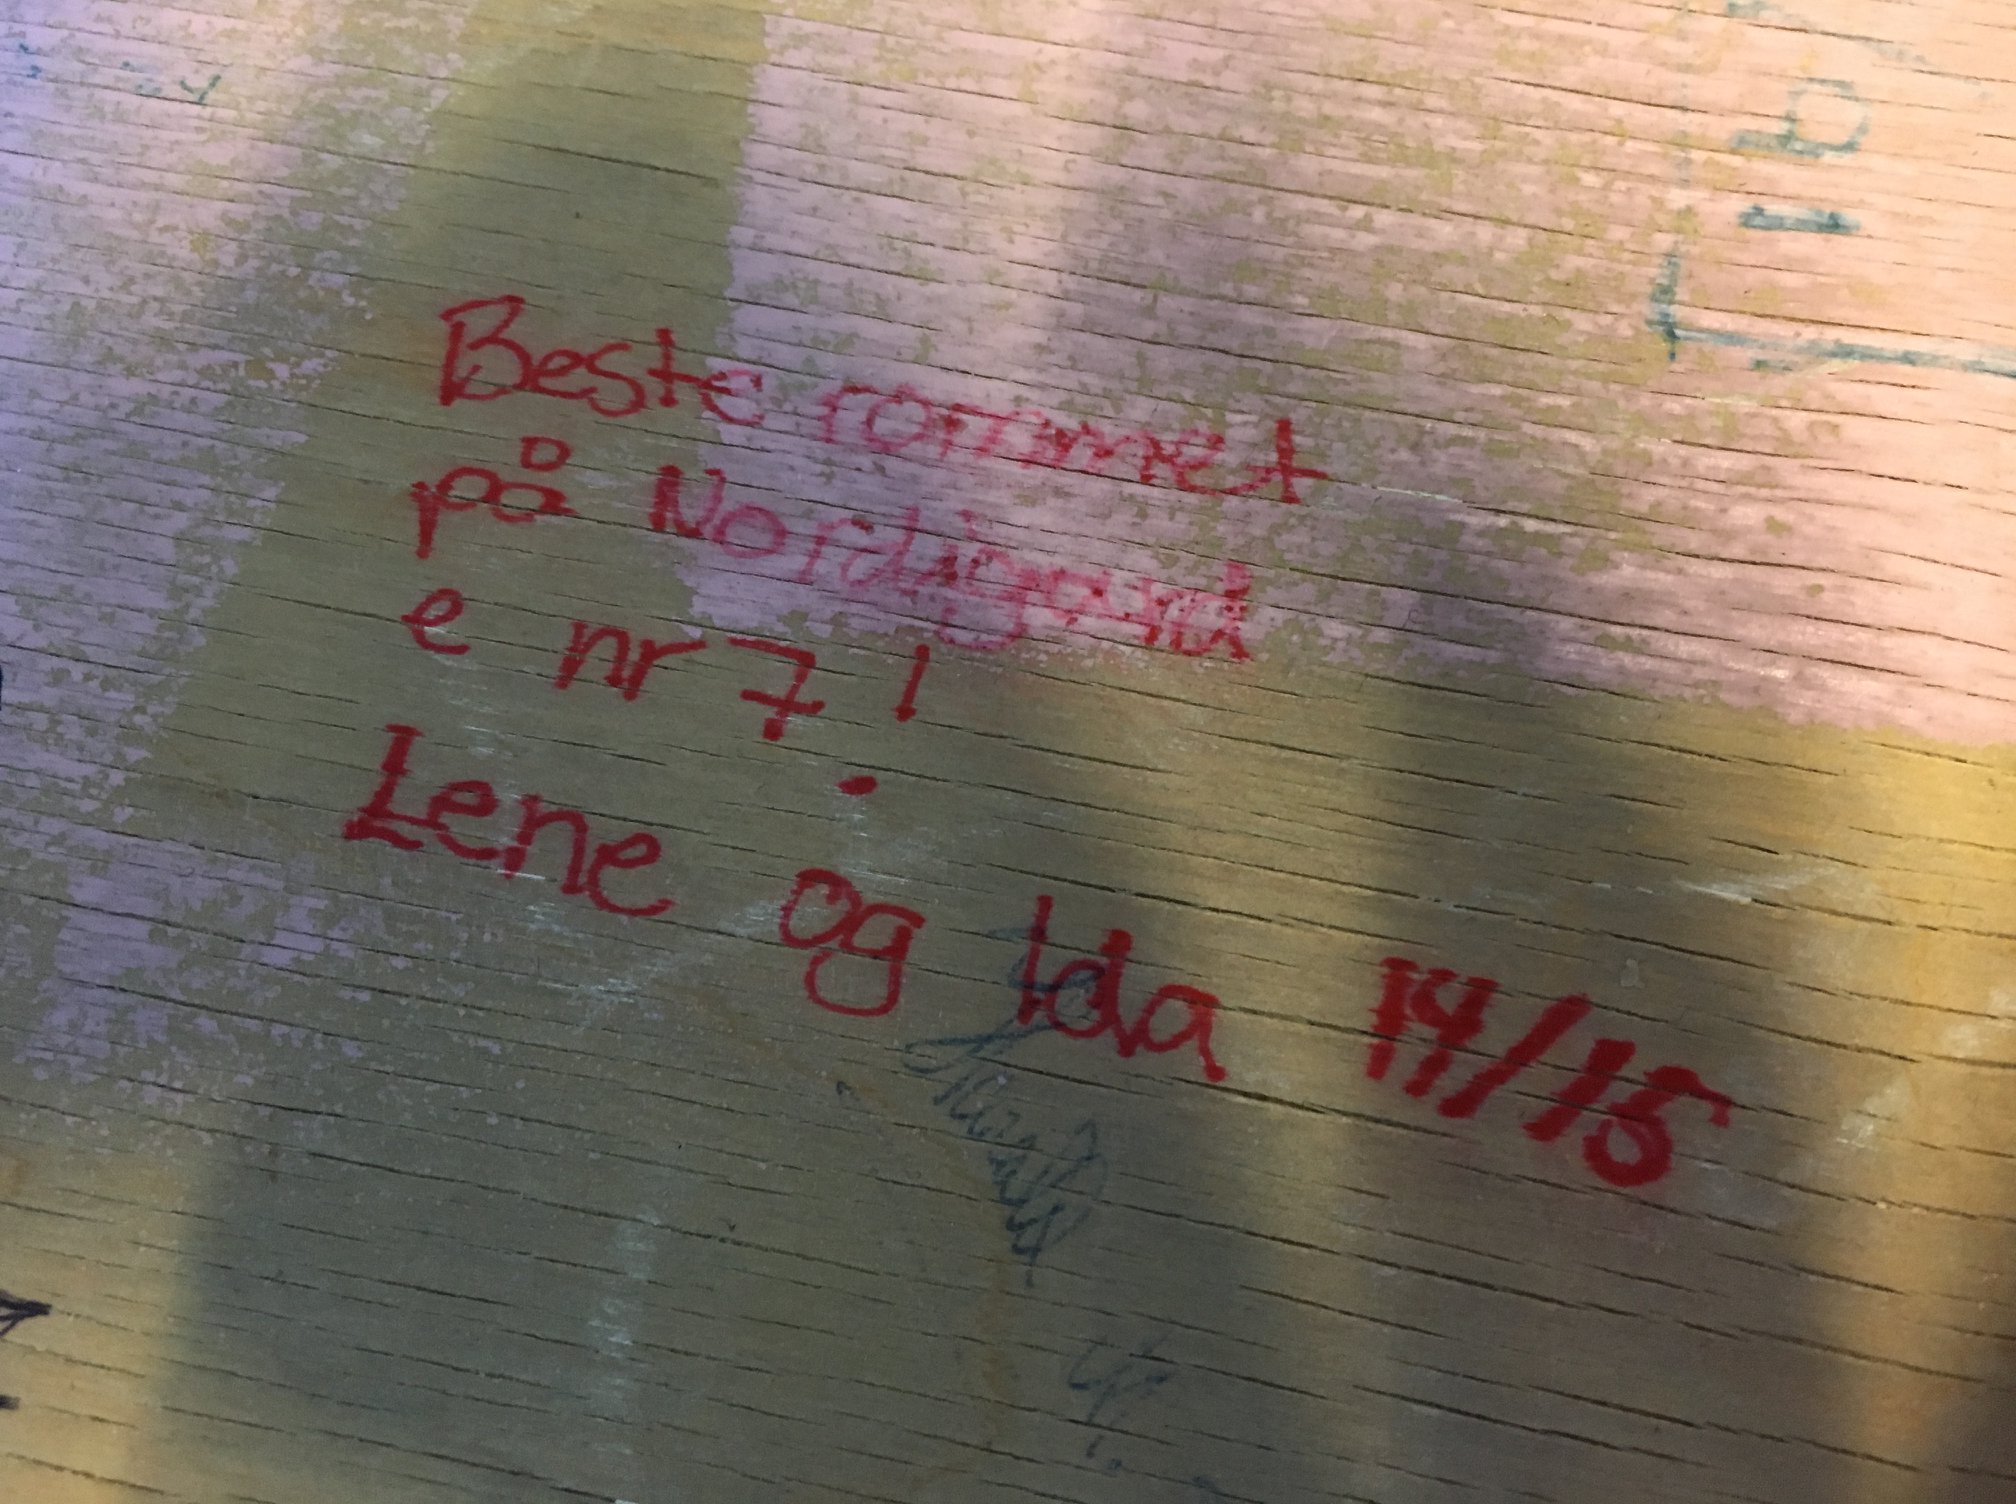 Beste rommet
på Nordigard
e nr 7!
Lene og Ida 14/15